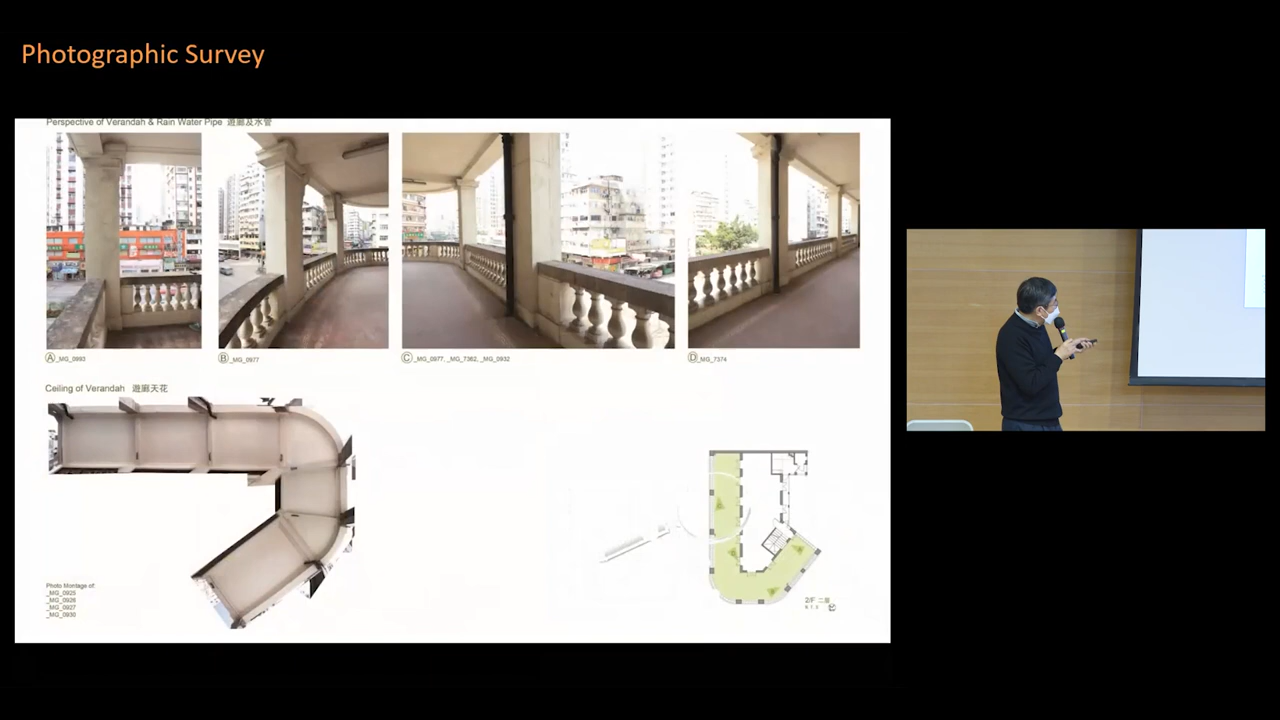 Photographic Survey
Perspective of Verandah & Rain Water Pipe 遊廊及水管
A _MG_0993
B _MG_0977
C _MG_0977, _MG_7362, _MG_0932
D _MG_7374
Ceiling of Verandah 遊廊天花
Photo Montage of:
_MG_0925
_MG_0926
_MG_0927
_MG_0930
2/F 二樓